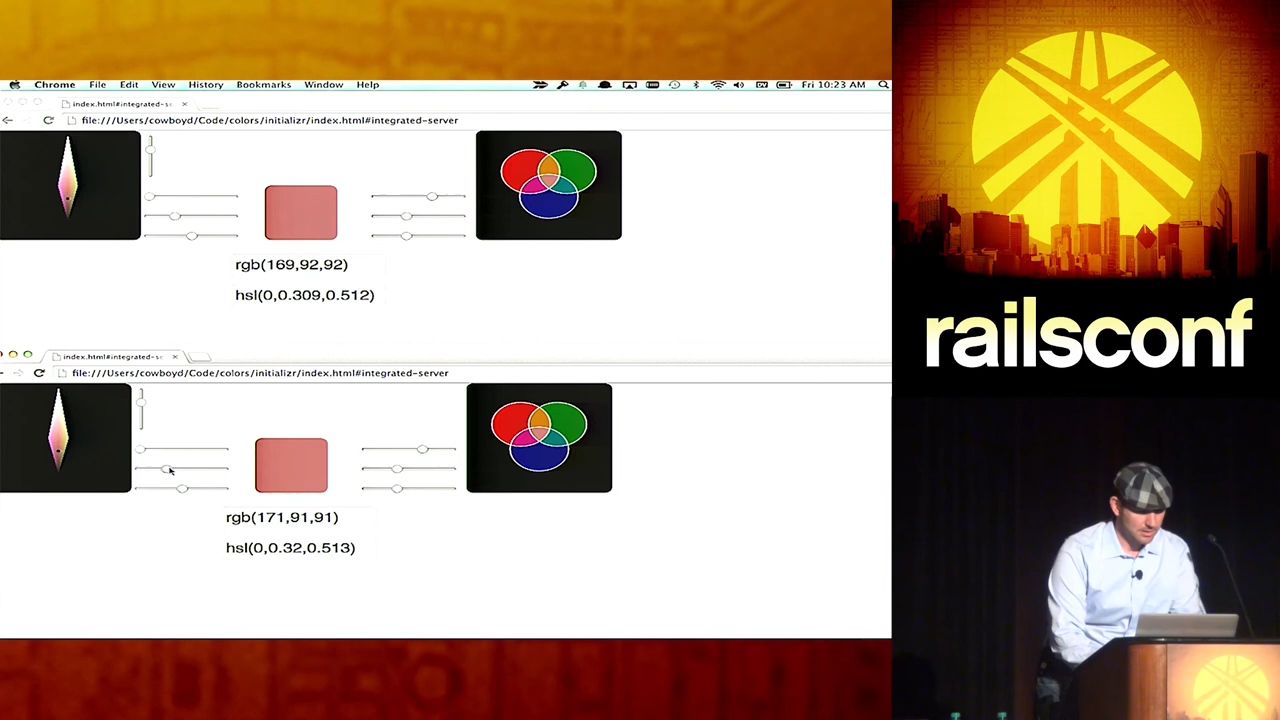 Chrome File Edit View History Bookmarks Window Help Fri 10:23 AM
index.html#integrated-se
file:///Users/cowboyd/Code/colors/initializr/index.html#integrated-server
rgb(169,92,92)
hsl(0,0.309,0.512)
index.html#integrated-se
file:///Users/cowboyd/Code/colors/initializr/index.html#integrated-server
rgb(171,91,91)
hsl(0,0.32,0.513)
railsconf